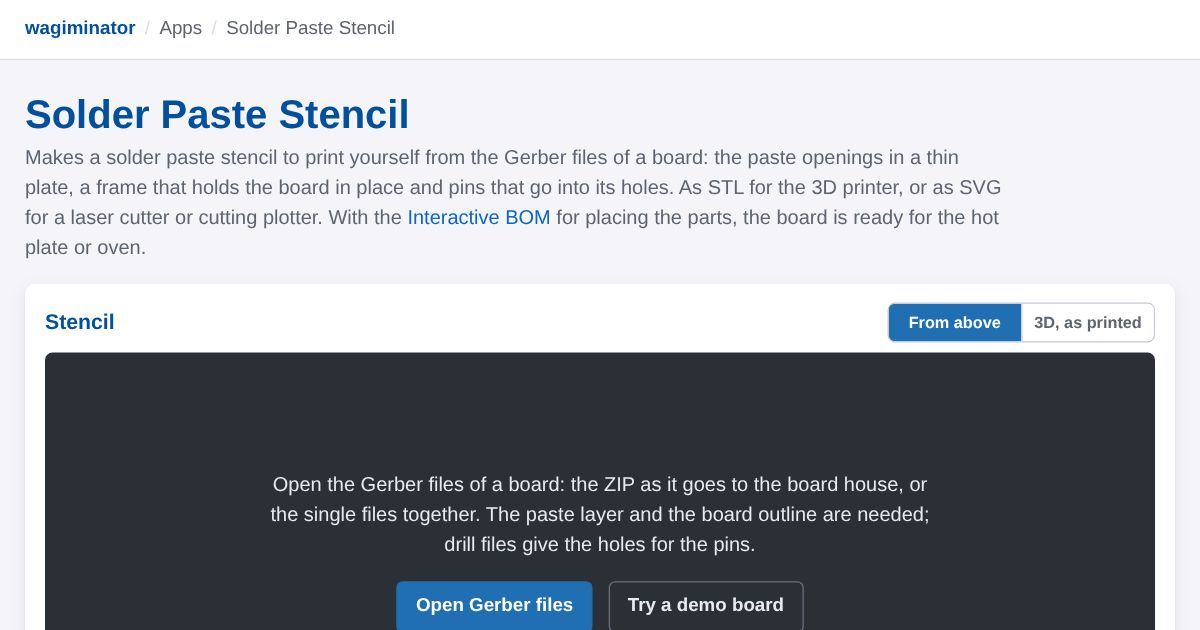 wagiminator / Apps / Solder Paste Stencil
Solder Paste Stencil
Makes a solder paste stencil to print yourself from the Gerber files of a board: the paste openings in a thin
plate, a frame that holds the board in place and pins that go into its holes. As STL for the 3D printer, or as SVG
for a laser cutter or cutting plotter. With the Interactive BOM for placing the parts, the board is ready for the hot
plate or oven.
Stencil
From above
3D, as printed
Open the Gerber files of a board: the ZIP as it goes to the board house, or
the single files together. The paste layer and the board outline are needed;
drill files give the holes for the pins.
Open Gerber files
Try a demo board